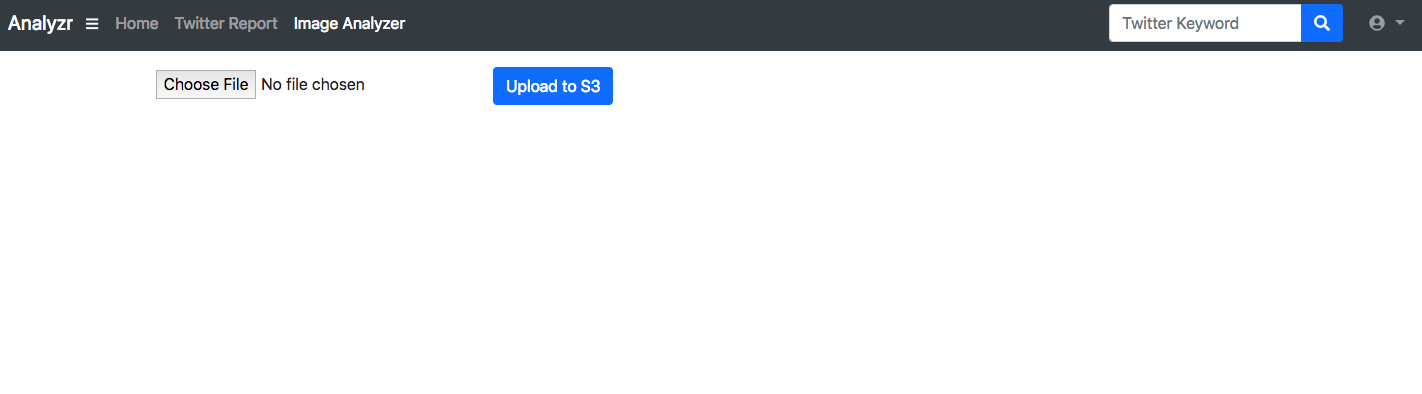 Analyzr Home Twitter Report Image Analyzer Twitter Keyword
Choose File No file chosen Upload to S3